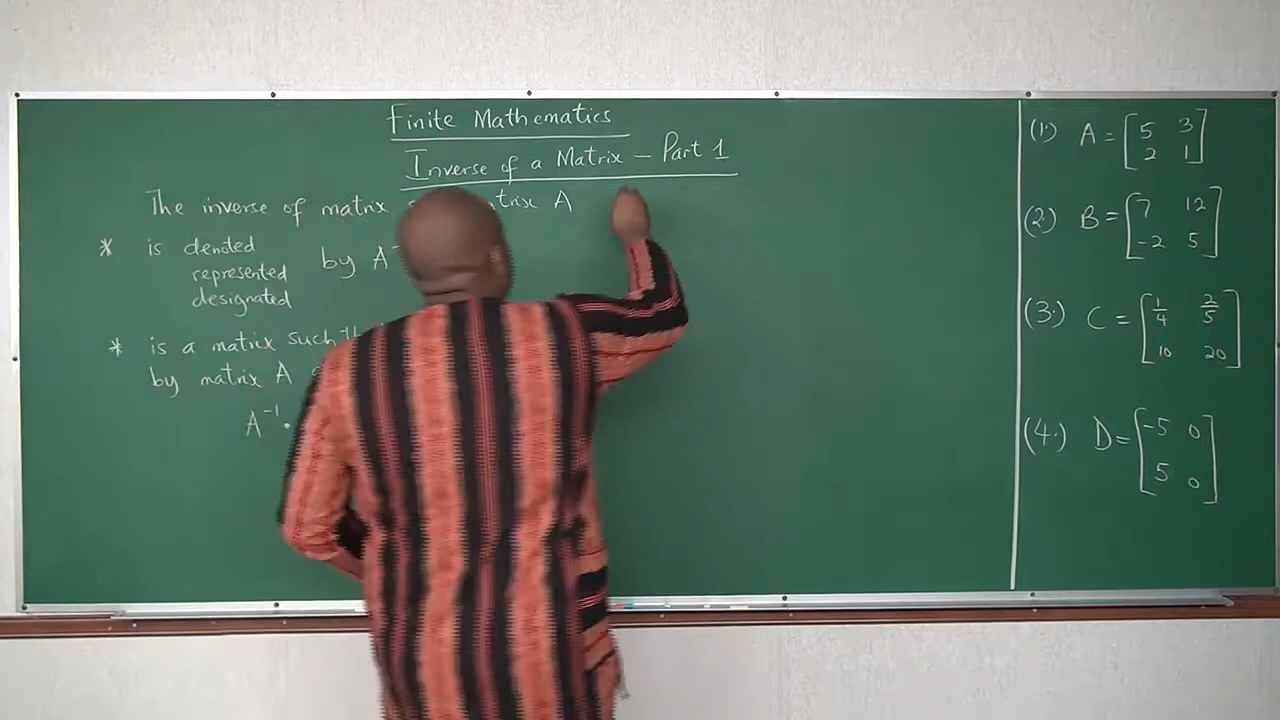 Finite Mathematics
Inverse of a Matrix – Part 1
The inverse of matrix A
* is denoted
represented by A⁻
designated
* is a matrix such
by matrix A
A⁻¹ ·
(1.) A = [5 3
2 1]
(2.) B = [7 12
-2 5]
(3.) C = [1/4 2/5
10 20]
(4.) D = [-5 0
5 0]